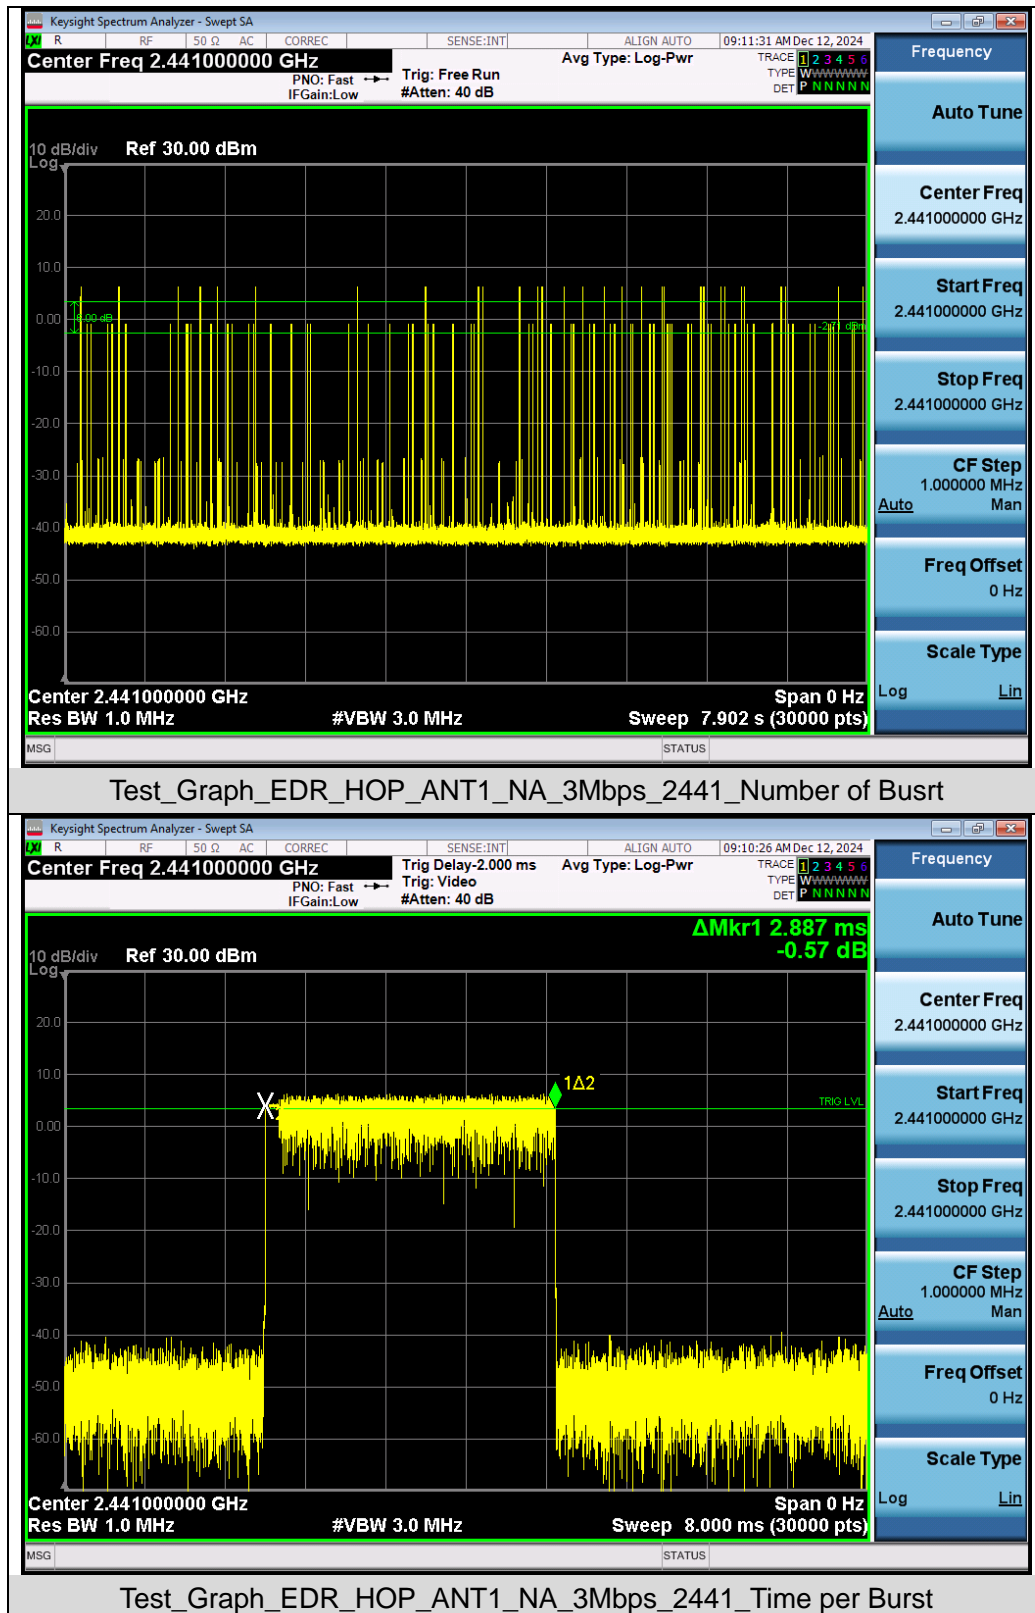 Keysight Spectrum Analyzer - Swept SA
LXI R RF 50 Ω AC CORREC SENSE:INT ALIGN AUTO 09:11:31 AM Dec 12, 2024
Center Freq 2.441000000 GHz
Avg Type: Log-Pwr
TRACE 1 2 3 4 5 6
PNO: Fast Trig: Free Run
TYPE WWWWWW
IFGain:Low #Atten: 40 dB
DET P N N N N N
10 dB/div Ref 30.00 dBm
Log
20.0
10.0
0.00
6.00 dB
-2.71 dBm
-10.0
-20.0
-30.0
-40.0
-50.0
-60.0
Center 2.441000000 GHz Span 0 Hz
Res BW 1.0 MHz #VBW 3.0 MHz Sweep 7.902 s (30000 pts)
MSG STATUS
Frequency
Auto Tune
Center Freq
2.441000000 GHz
Start Freq
2.441000000 GHz
Stop Freq
2.441000000 GHz
CF Step
1.000000 MHz
Auto Man
Freq Offset
0 Hz
Scale Type
Log Lin
Test_Graph_EDR_HOP_ANT1_NA_3Mbps_2441_Number of Busrt
Keysight Spectrum Analyzer - Swept SA
LXI R RF 50 Ω AC CORREC SENSE:INT ALIGN AUTO 09:10:26 AM Dec 12, 2024
Center Freq 2.441000000 GHz
Trig Delay-2.000 ms Avg Type: Log-Pwr
TRACE 1 2 3 4 5 6
PNO: Fast Trig: Video
TYPE WWWWWW
IFGain:Low #Atten: 40 dB
DET P N N N N N
ΔMkr1 2.887 ms
-0.57 dB
10 dB/div Ref 30.00 dBm
Log
20.0
10.0
1Δ2
TRIG LVL
0.00
-10.0
-20.0
-30.0
-40.0
-50.0
-60.0
Center 2.441000000 GHz Span 0 Hz
Res BW 1.0 MHz #VBW 3.0 MHz Sweep 8.000 ms (30000 pts)
MSG STATUS
Frequency
Auto Tune
Center Freq
2.441000000 GHz
Start Freq
2.441000000 GHz
Stop Freq
2.441000000 GHz
CF Step
1.000000 MHz
Auto Man
Freq Offset
0 Hz
Scale Type
Log Lin
Test_Graph_EDR_HOP_ANT1_NA_3Mbps_2441_Time per Burst